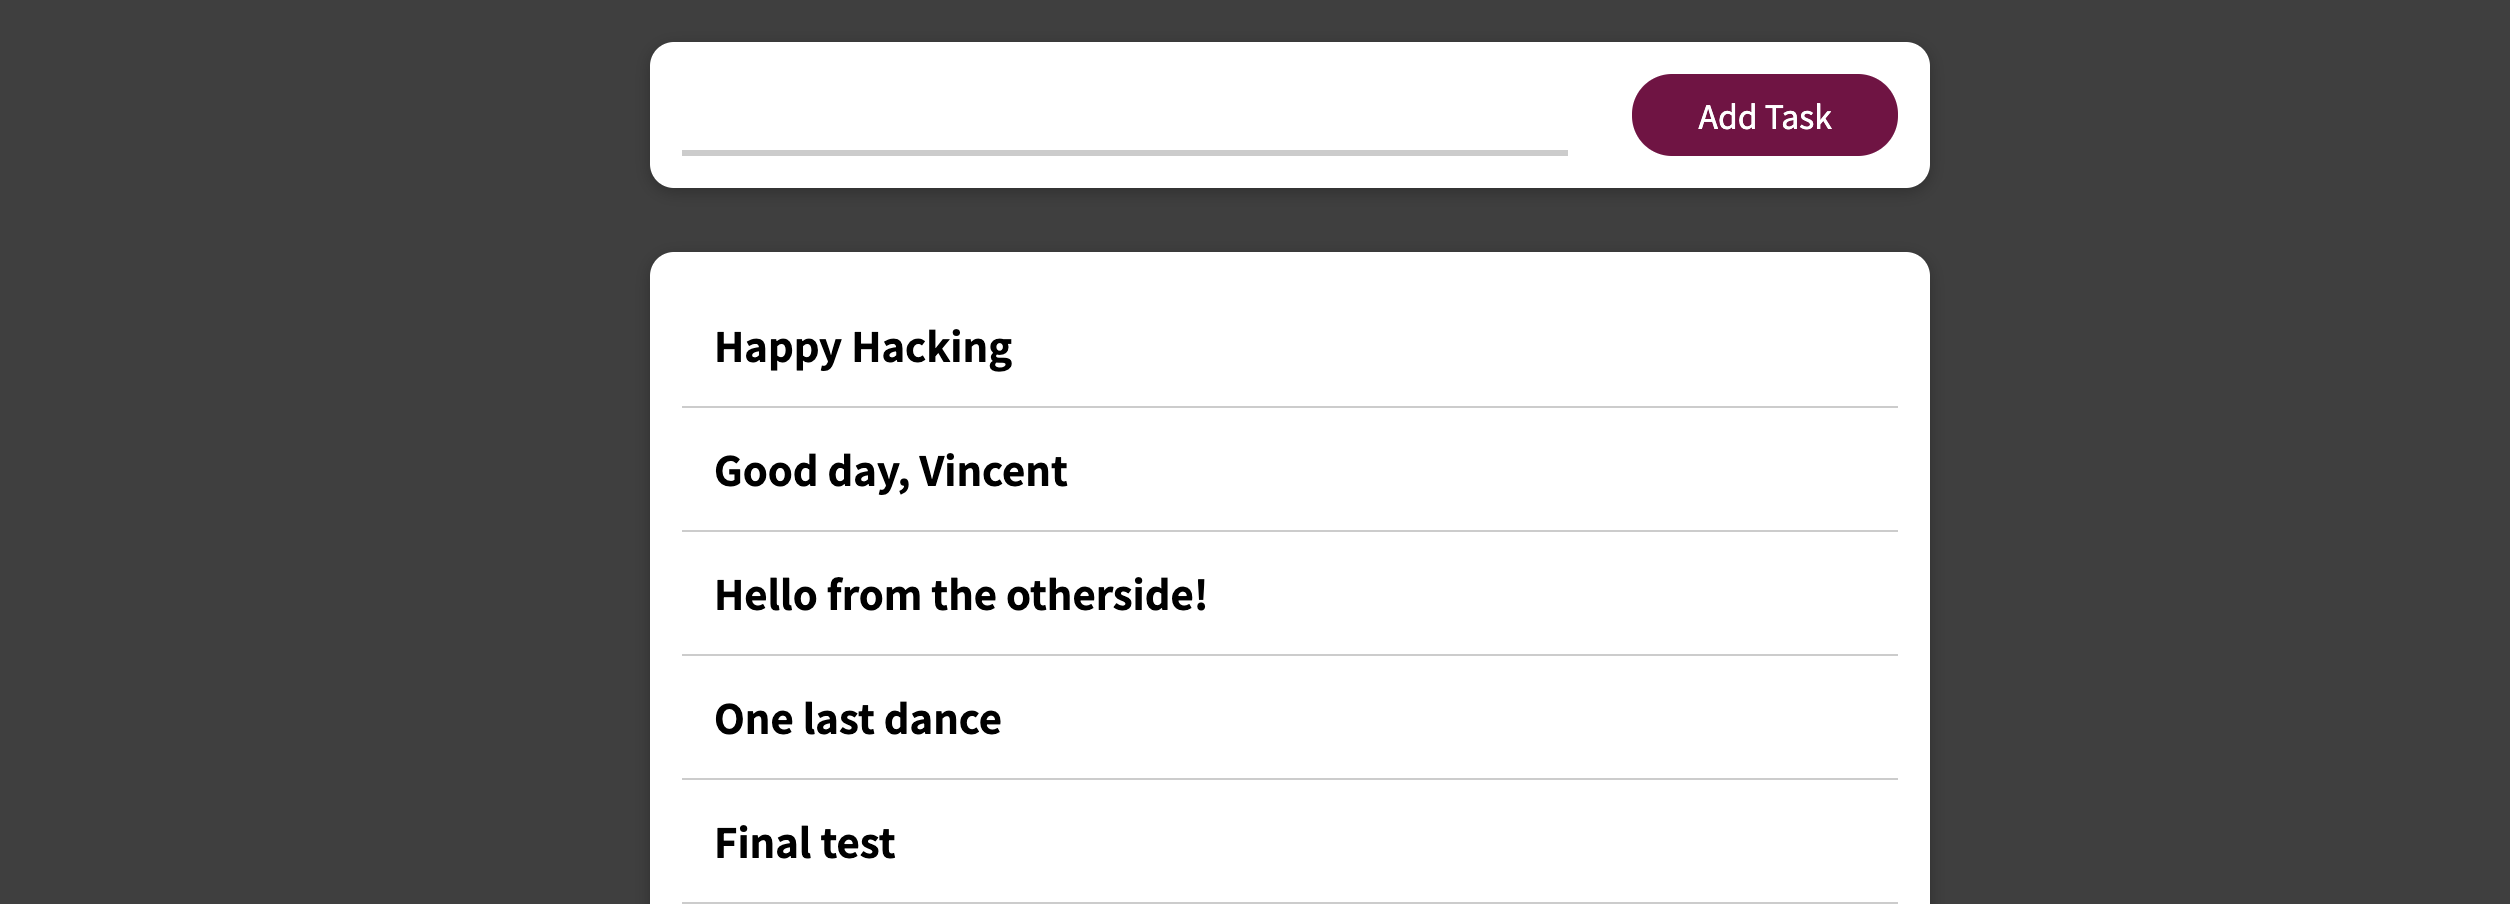 Add Task
Happy Hacking
Good day, Vincent
Hello from the otherside!
One last dance
Final test